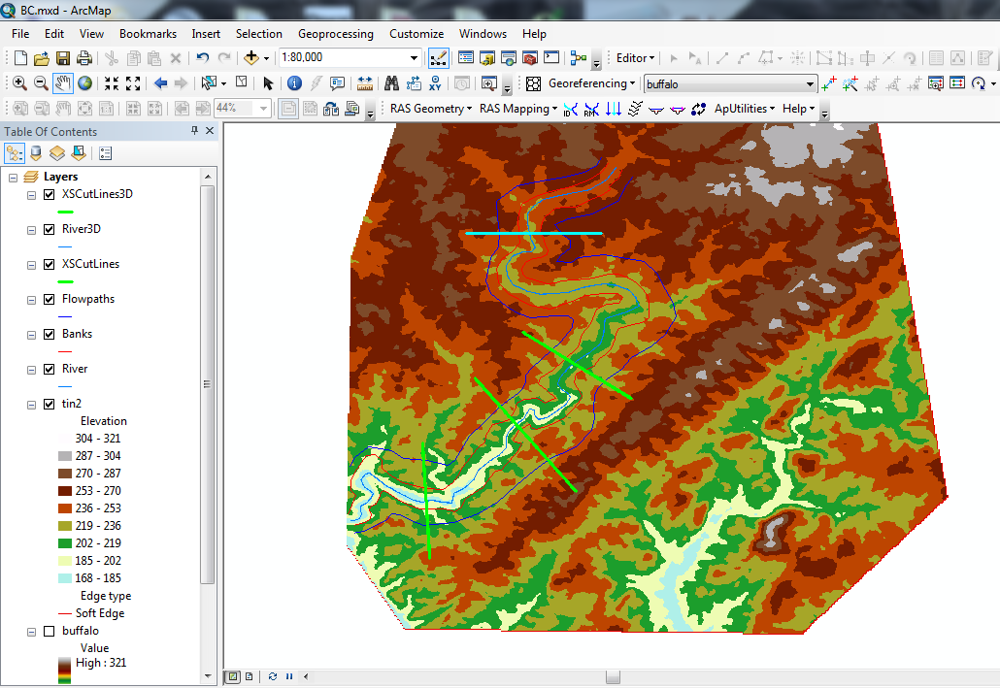 BC.mxd - ArcMap
File Edit View Bookmarks Insert Selection Geoprocessing Customize Windows Help
1:80,000 Editor
Georeferencing buffalo
44% RAS Geometry RAS Mapping ID RAK ApUtilities Help
Table Of Contents
Layers
XSCutLines3D
River3D
XSCutLines
Flowpaths
Banks
River
tin2
Elevation
304 - 321
287 - 304
270 - 287
253 - 270
236 - 253
219 - 236
202 - 219
185 - 202
168 - 185
Edge type
Soft Edge
buffalo
Value
High : 321